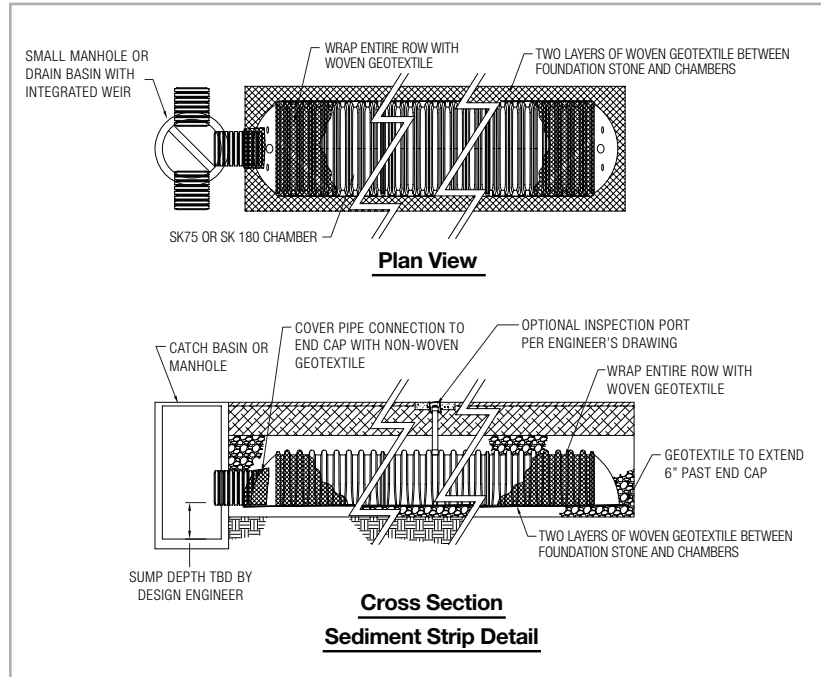 SMALL MANHOLE OR
DRAIN BASIN WITH
INTEGRATED WEIR
WRAP ENTIRE ROW WITH
WOVEN GEOTEXTILE
TWO LAYERS OF WOVEN GEOTEXTILE BETWEEN
FOUNDATION STONE AND CHAMBERS
SK75 OR SK 180 CHAMBER
Plan View
CATCH BASIN OR
MANHOLE
COVER PIPE CONNECTION TO
END CAP WITH NON-WOVEN
GEOTEXTILE
OPTIONAL INSPECTION PORT
PER ENGINEER'S DRAWING
WRAP ENTIRE ROW WITH
WOVEN GEOTEXTILE
GEOTEXTILE TO EXTEND
6" PAST END CAP
TWO LAYERS OF WOVEN GEOTEXTILE BETWEEN
FOUNDATION STONE AND CHAMBERS
SUMP DEPTH TBD BY
DESIGN ENGINEER
Cross Section
Sediment Strip Detail